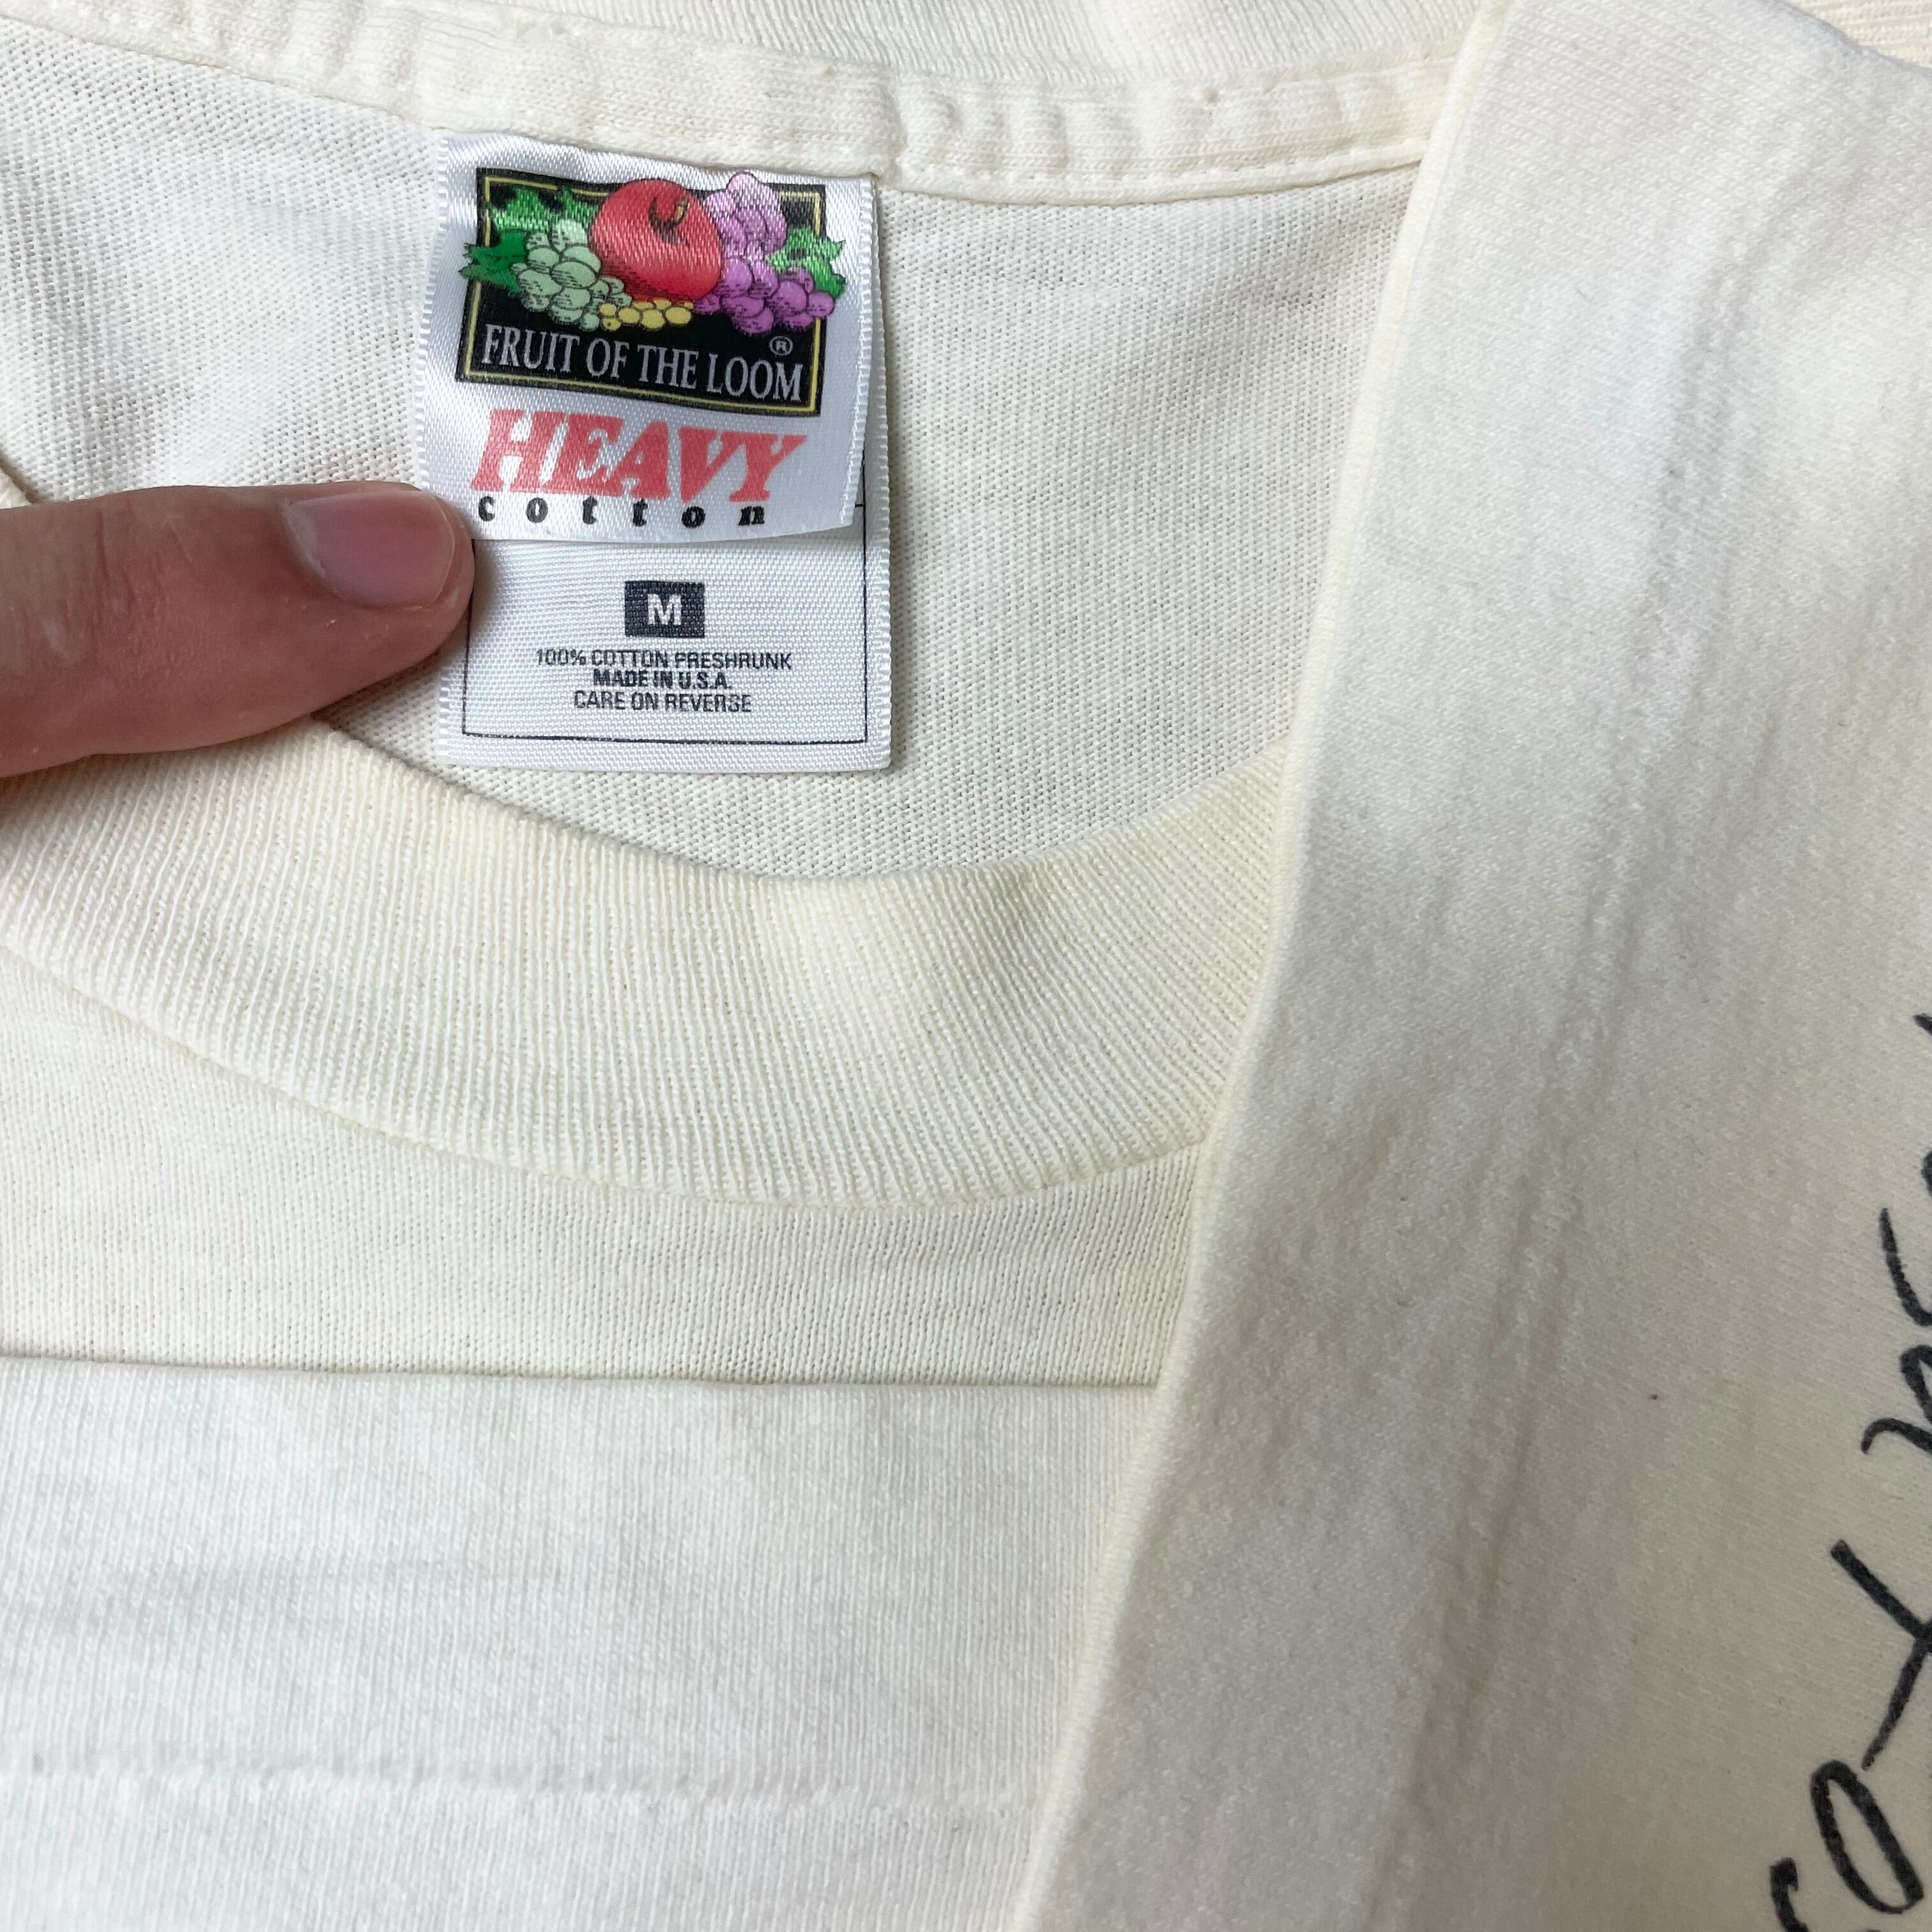 FRUIT OF THE LOOM ®
HEAVY
cotton
M
100% COTTON PRESHRUNK
MADE IN U.S.A.
CARE ON REVERSE